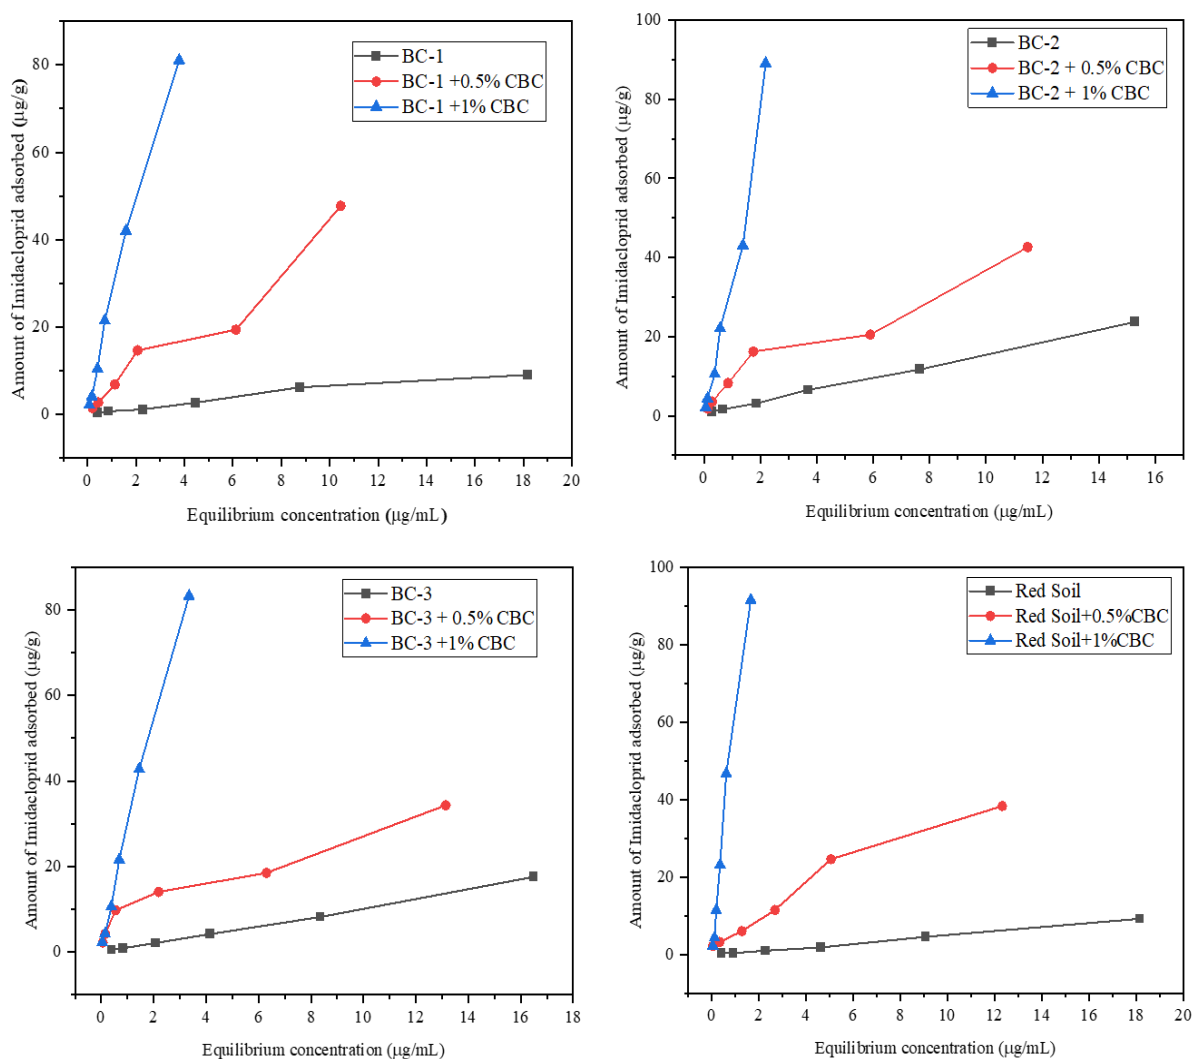 Amount of Imidacloprid adsorbed (µg/g)
80
60
40
20
0
BC-1
BC-1 +0.5% CBC
BC-1 +1% CBC
0 2 4 6 8 10 12 14 16 18 20
Equilibrium concentration (µg/mL)
Amount of Imidacloprid adsorbed (µg/g)
100
80
60
40
20
0
BC-2
BC-2 + 0.5% CBC
BC-2 + 1% CBC
0 2 4 6 8 10 12 14 16
Equilibrium concentration (µg/mL)
Amount of Imidacloprid adsorbed (µg/g)
80
60
40
20
0
BC-3
BC-3 + 0.5% CBC
BC-3 +1% CBC
0 2 4 6 8 10 12 14 16 18
Equilibrium concentration (µg/mL)
Amount of Imidacloprid adsorbed (µg/g)
100
80
60
40
20
0
Red Soil
Red Soil+0.5%CBC
Red Soil+1%CBC
0 2 4 6 8 10 12 14 16 18 20
Equilibrium concentration (µg/mL)